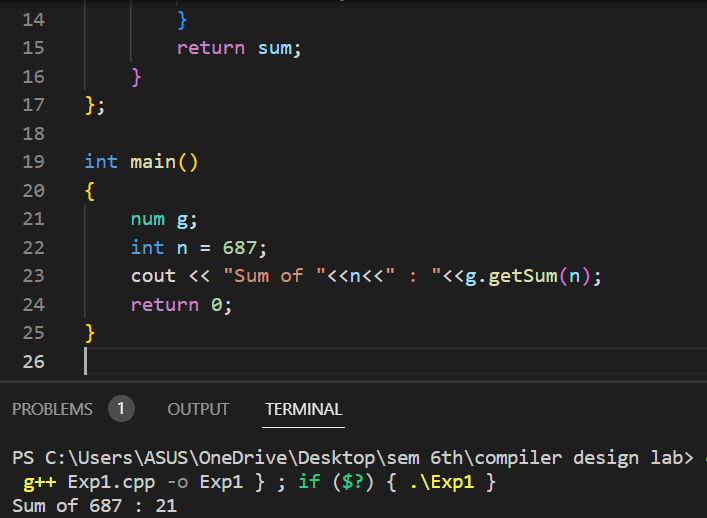 14 }
15 return sum;
16 }
17 };
18
19 int main()
20 {
21 num g;
22 int n = 687;
23 cout << "Sum of "<<n<<" : "<<g.getSum(n);
24 return 0;
25 }
26
PROBLEMS 1 OUTPUT TERMINAL
PS C:\Users\ASUS\OneDrive\Desktop\sem 6th\compiler design lab>
g++ Exp1.cpp -o Exp1 } ; if ($?) { .\Exp1 }
Sum of 687 : 21